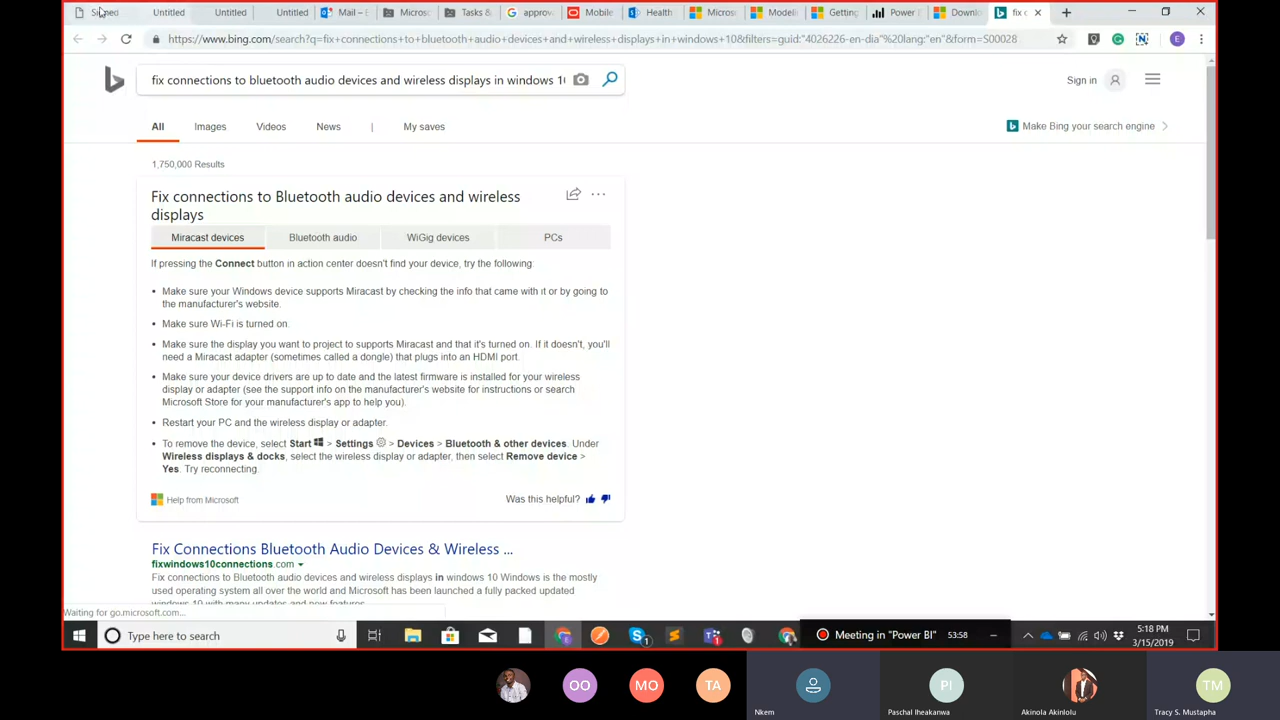 Signed Untitled Untitled Untitled Mail – E Microsc Tasks & approv Mobile Health Micros Modeli Getting Power E Downlo fix c
https://www.bing.com/search?q=fix+connections+to+bluetooth+audio+devices+and+wireless+displays+in+windows+10&filters=guid:"4026226-en-dia"%20lang:"en"&form=S00028 E
fix connections to bluetooth audio devices and wireless displays in windows 10
Sign in
All Images Videos News | My saves
Make Bing your search engine
1,750,000 Results
Fix connections to Bluetooth audio devices and wireless
displays
Miracast devices Bluetooth audio WiGig devices PCs
If pressing the Connect button in action center doesn't find your device, try the following:
• Make sure your Windows device supports Miracast by checking the info that came with it or by going to
the manufacturer's website.
• Make sure Wi-Fi is turned on.
• Make sure the display you want to project to supports Miracast and that it's turned on. If it doesn't, you'll
need a Miracast adapter (sometimes called a dongle) that plugs into an HDMI port.
• Make sure your device drivers are up to date and the latest firmware is installed for your wireless
display or adapter (see the support info on the manufacturer's website for instructions or search
Microsoft Store for your manufacturer's app to help you).
• Restart your PC and the wireless display or adapter.
• To remove the device, select Start > Settings > Devices > Bluetooth & other devices. Under
Wireless displays & docks, select the wireless display or adapter, then select Remove device >
Yes. Try reconnecting.
Help from Microsoft
Was this helpful?
Fix Connections Bluetooth Audio Devices & Wireless ...
fixwindows10connections.com
Fix connections to Bluetooth audio devices and wireless displays in windows 10 Windows is the mostly
used operating system all over the world and Microsoft has been launched a fully packed updated
windows 10 with many updates and new features.
Waiting for go.microsoft.com...
Type here to search
Meeting in "Power BI" 53:58
5:18 PM
3/15/2019
OO MO TA PI TM
Nkem Paschal Iheakanwa Akinola Akinlolu Tracy S. Mustapha